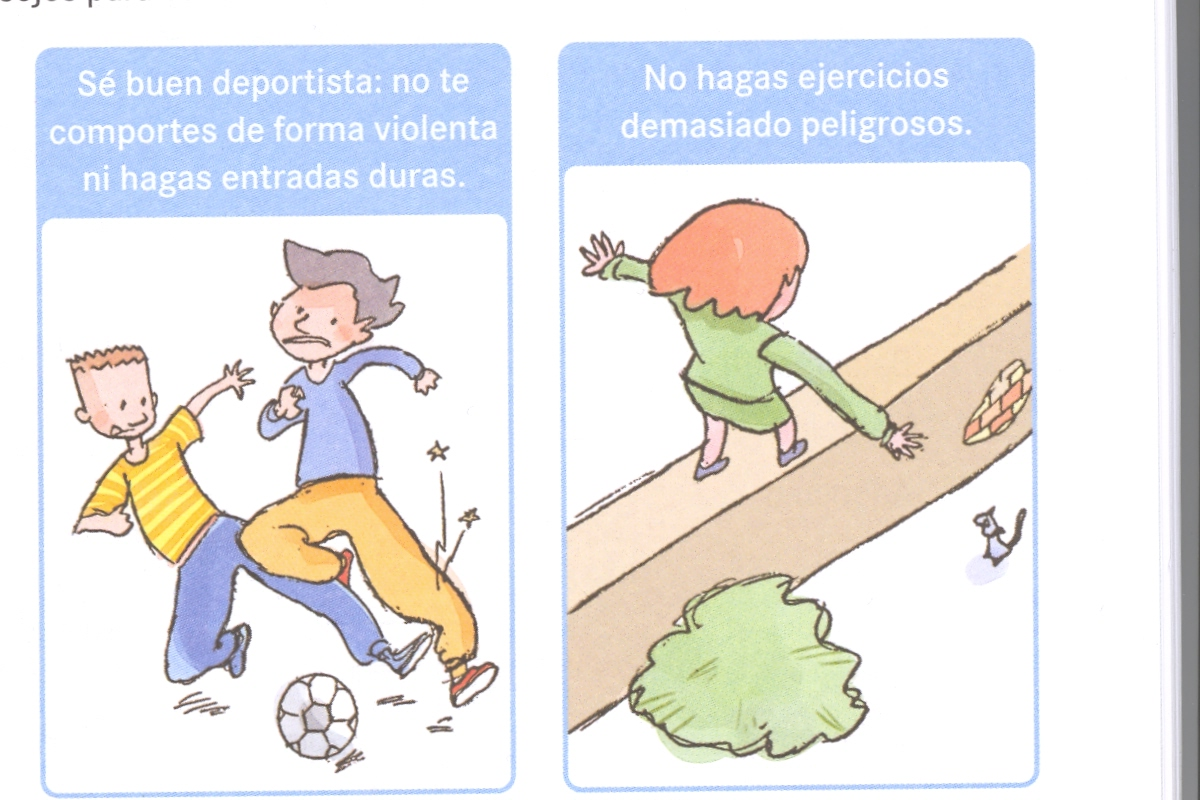 Sé buen deportista: no te
comportes de forma violenta
ni hagas entradas duras.
No hagas ejercicios
demasiado peligrosos.